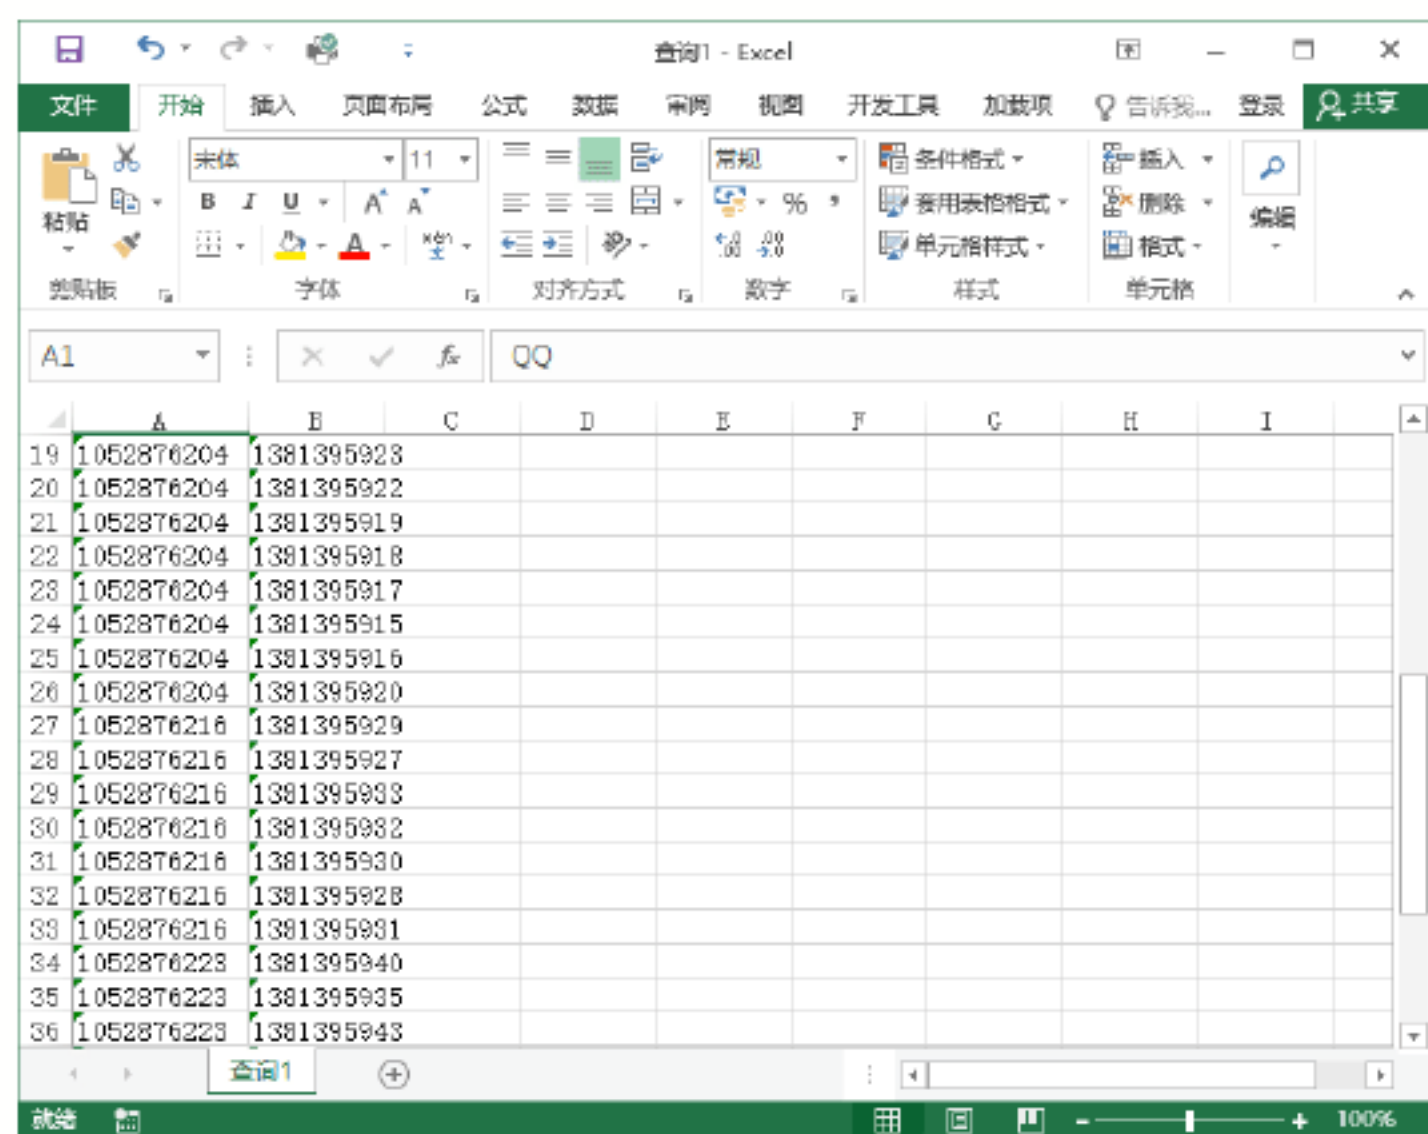 查询1 - Excel
文件 开始 插入 页面布局 公式 数据 审阅 视图 开发工具 加载项 告诉我... 登录 共享
宋体 11 常规 条件格式 插入
粘贴 B I U A A % , 套用表格格式 删除 编辑
A wén .00 .00 单元格样式 格式
剪贴板 字体 对齐方式 数字 样式 单元格
A1 fx QQ
A B C D E F G H I
19 1052876204 1381395923
20 1052876204 1381395922
21 1052876204 1381395919
22 1052876204 1381395918
23 1052876204 1381395917
24 1052876204 1381395915
25 1052876204 1381395916
26 1052876204 1381395920
27 1052876216 1381395929
28 1052876216 1381395927
29 1052876216 1381395933
30 1052876216 1381395932
31 1052876216 1381395930
32 1052876216 1381395928
33 1052876216 1381395931
34 1052876223 1381395940
35 1052876223 1381395935
36 1052876223 1381395943
查询1
就绪 100%